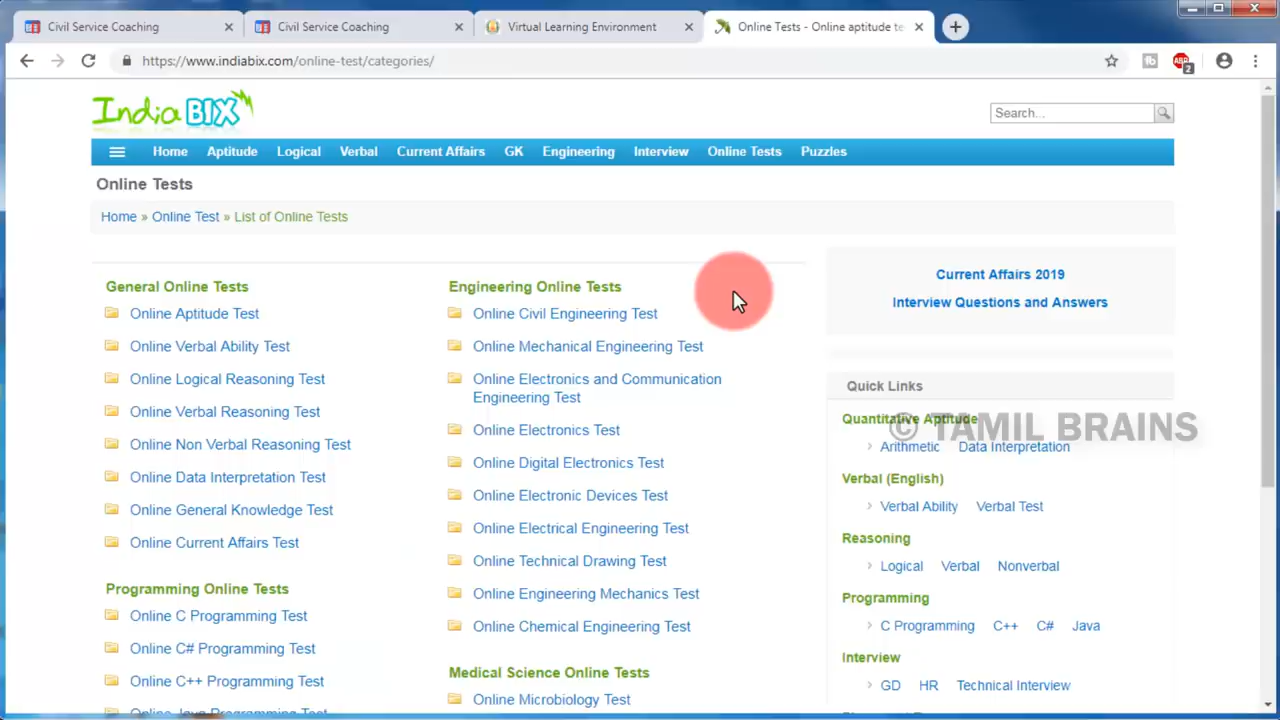 Civil Service Coaching
Civil Service Coaching
Virtual Learning Environment
Online Tests - Online aptitude te
https://www.indiabix.com/online-test/categories/
ABP
2
IndiaBIX
Search...
Home Aptitude Logical Verbal Current Affairs GK Engineering Interview Online Tests Puzzles
Online Tests
Home » Online Test » List of Online Tests
General Online Tests
Online Aptitude Test
Online Verbal Ability Test
Online Logical Reasoning Test
Online Verbal Reasoning Test
Online Non Verbal Reasoning Test
Online Data Interpretation Test
Online General Knowledge Test
Online Current Affairs Test
Programming Online Tests
Online C Programming Test
Online C# Programming Test
Online C++ Programming Test
Online Java Programming Test
Engineering Online Tests
Online Civil Engineering Test
Online Mechanical Engineering Test
Online Electronics and Communication
Engineering Test
Online Electronics Test
Online Digital Electronics Test
Online Electronic Devices Test
Online Electrical Engineering Test
Online Technical Drawing Test
Online Engineering Mechanics Test
Online Chemical Engineering Test
Medical Science Online Tests
Online Microbiology Test
Current Affairs 2019
Interview Questions and Answers
Quick Links
Quantitative Aptitude
© TAMIL BRAINS
Arithmetic Data Interpretation
Verbal (English)
Verbal Ability Verbal Test
Reasoning
Logical Verbal Nonverbal
Programming
C Programming C++ C# Java
Interview
GD HR Technical Interview